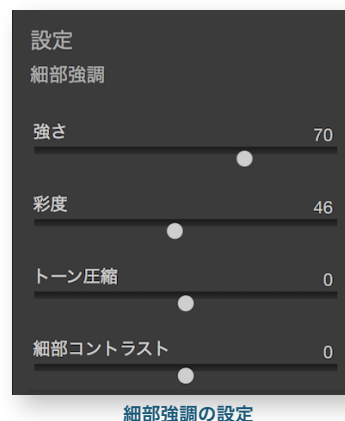 設定
細部強調
強さ 70
彩度 46
トーン圧縮 0
細部コントラスト 0
細部強調の設定